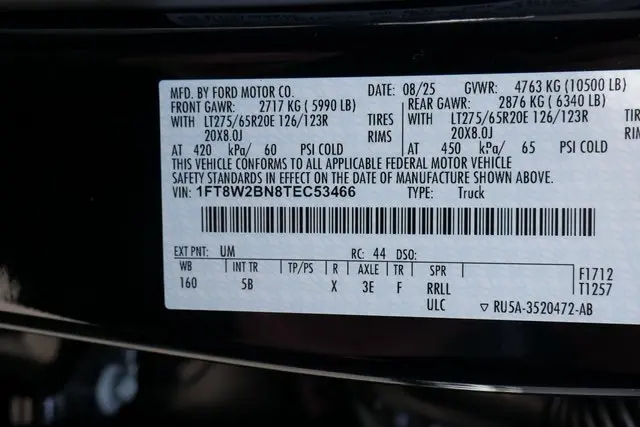 MFD. BY FORD MOTOR CO. DATE: 08/25 GVWR: 4763 KG (10500 LB)
FRONT GAWR: 2717 KG (5990 LB) REAR GAWR: 2876 KG (6340 LB)
WITH LT275/65R20E 126/123R TIRES WITH LT275/65R20E 126/123R TIRE
20X8.0J RIMS 20X8.0J RIMS
AT 420 kPa/ 60 PSI COLD AT 450 kPa/ 65 PSI COLD
THIS VEHICLE CONFORMS TO ALL APPLICABLE FEDERAL MOTOR VEHICLE
SAFETY STANDARDS IN EFFECT ON THE DATE OF MANUFACTURE SHOWN ABOVE.
VIN: 1FT8W2BN8TEC53466 TYPE: Truck
EXT PNT: UM RC: 44 DSO:
WB INT TR TP/PS R AXLE TR SPR F1712
160 5B X 3E F RRLL T1257
ULC ▽ RU5A-3520472-AB